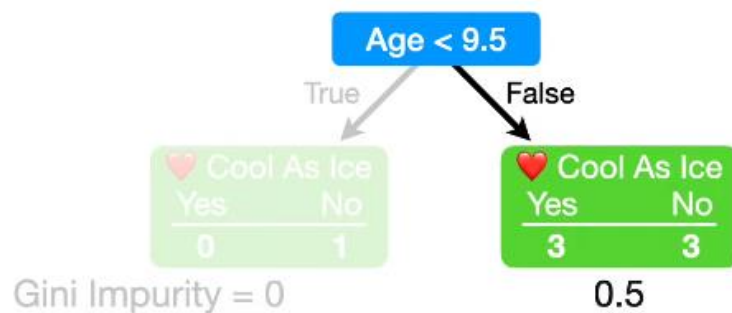 Age < 9.5
True
False
❤️ Cool As Ice
Yes No
0 1
❤️ Cool As Ice
Yes No
3 3
Gini Impurity = 0
0.5